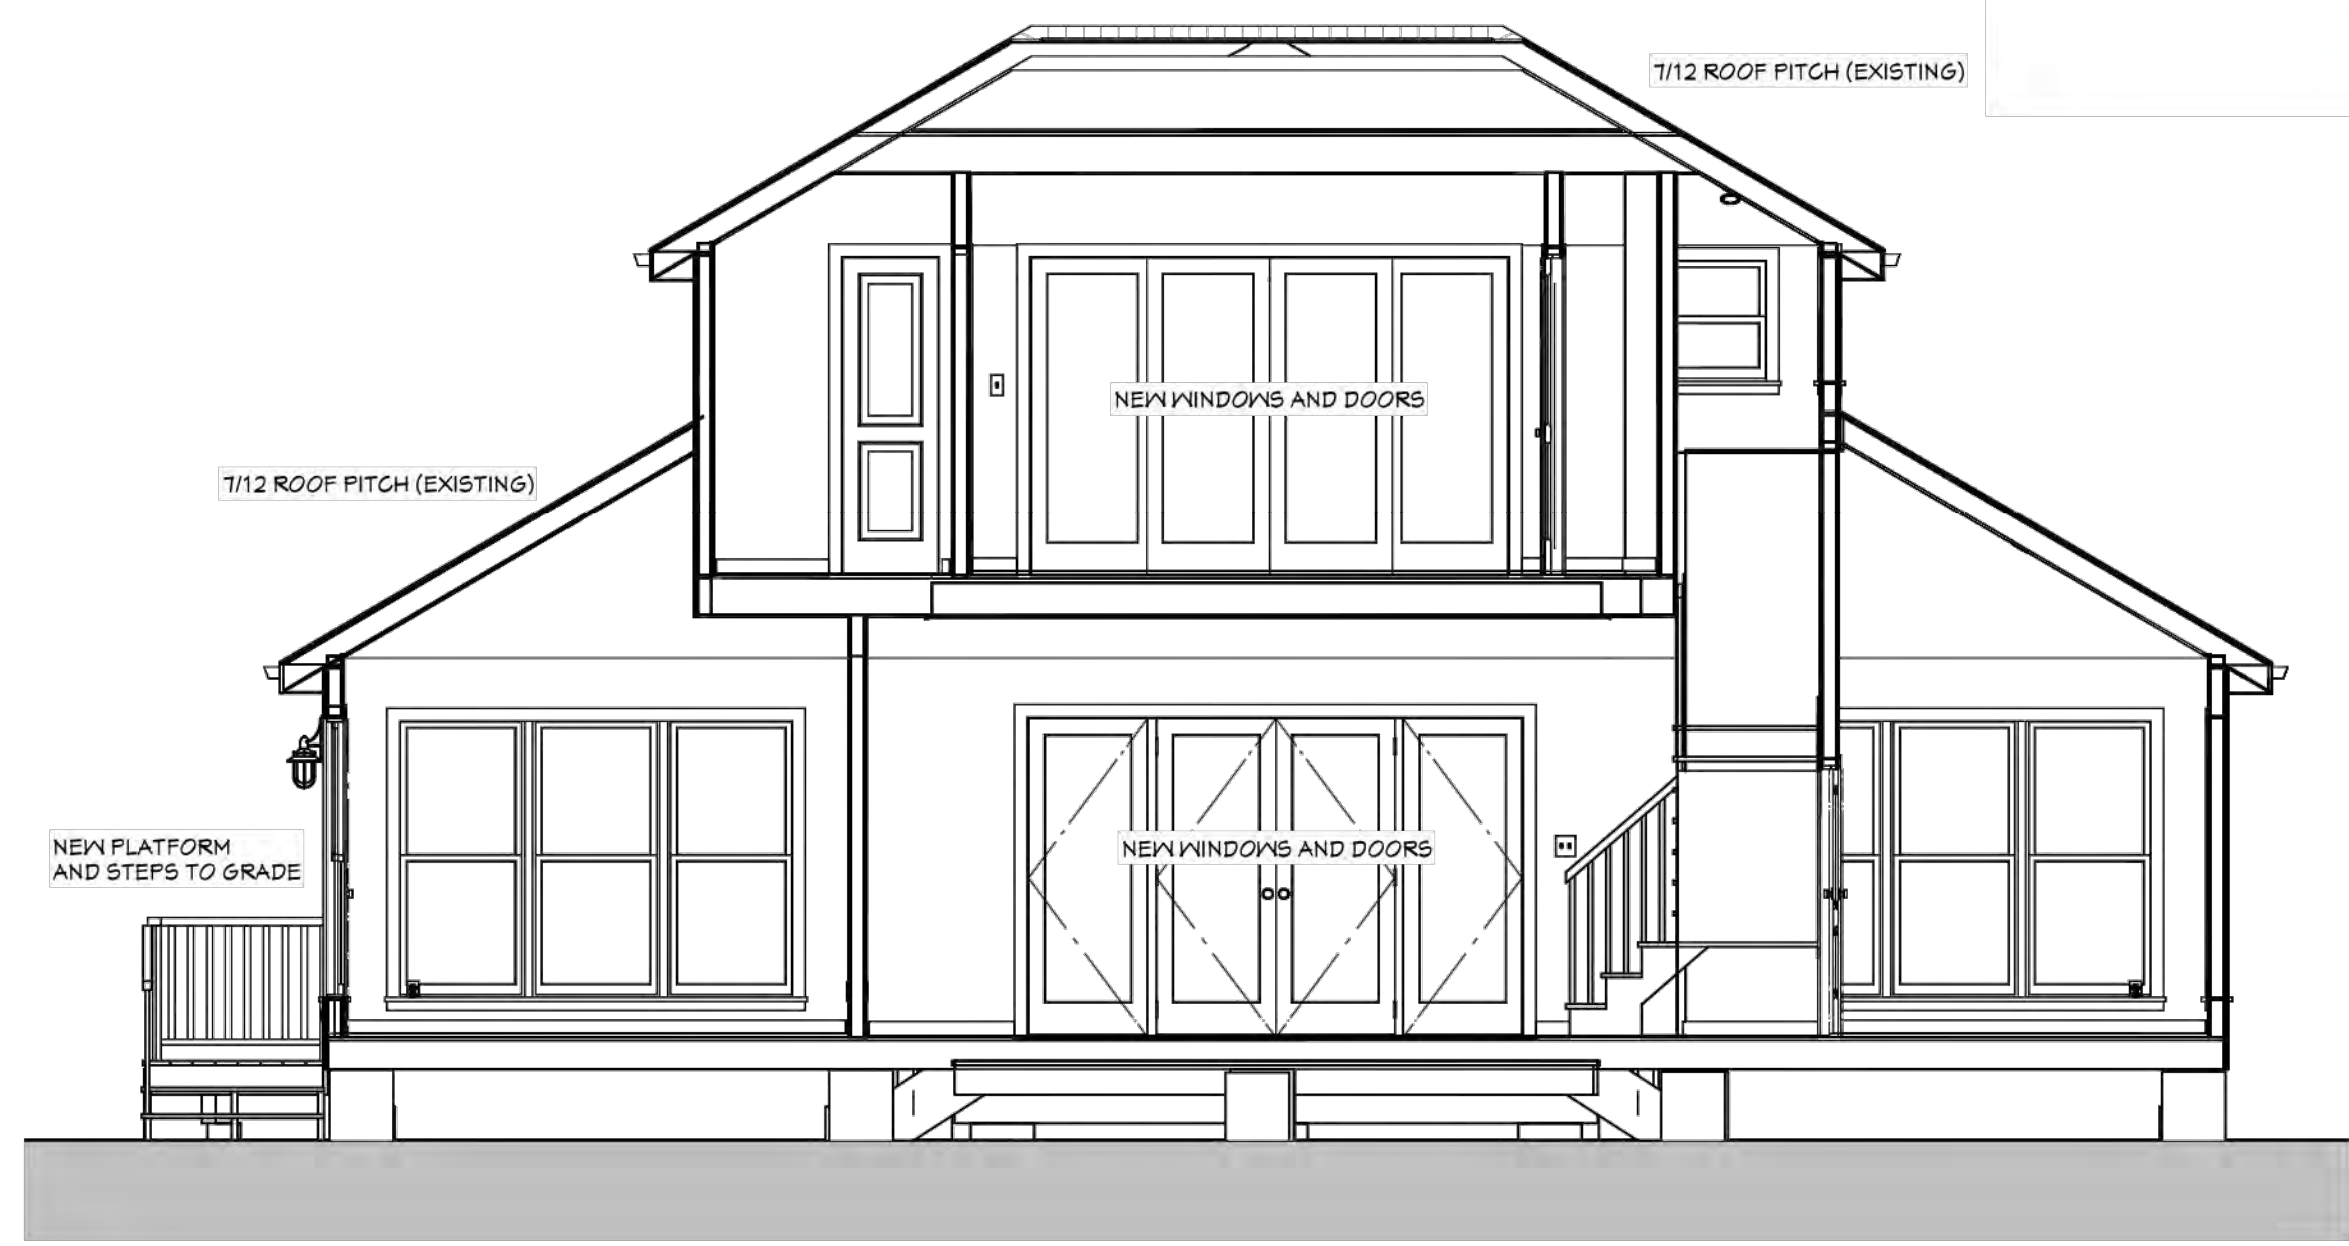 7/12 ROOF PITCH (EXISTING)
NEW WINDOWS AND DOORS
7/12 ROOF PITCH (EXISTING)
NEW WINDOWS AND DOORS
NEW PLATFORM
AND STEPS TO GRADE